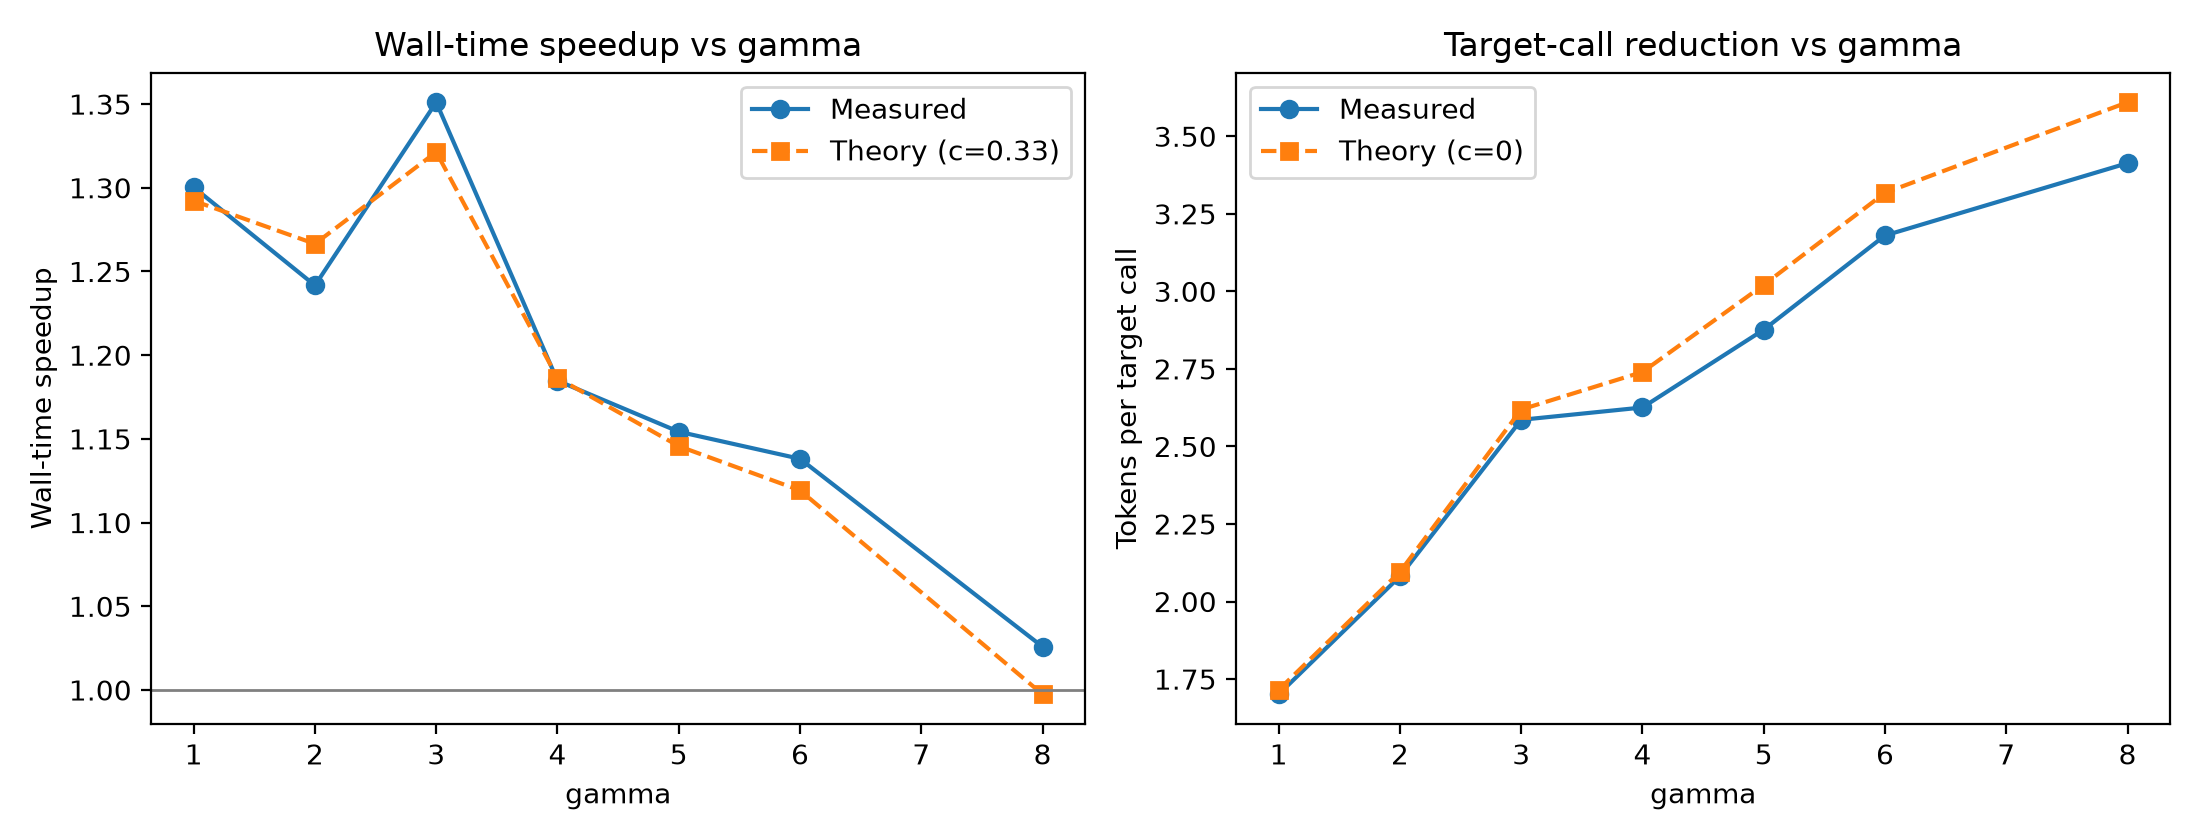 Wall-time speedup vs gamma
Wall-time speedup
1.35
1.30
1.25
1.20
1.15
1.10
1.05
1.00
Measured
Theory (c=0.33)
1 2 3 4 5 6 7 8
gamma
Target-call reduction vs gamma
Tokens per target call
3.50
3.25
3.00
2.75
2.50
2.25
2.00
1.75
Measured
Theory (c=0)
1 2 3 4 5 6 7 8
gamma